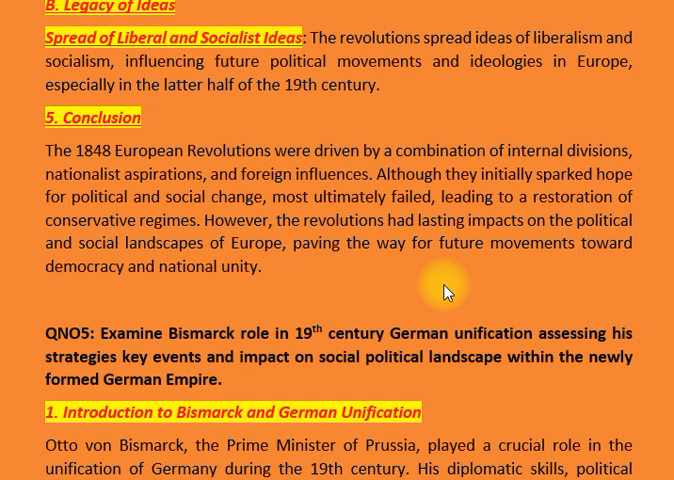 B. Legacy of Ideas
Spread of Liberal and Socialist Ideas: The revolutions spread ideas of liberalism and
socialism, influencing future political movements and ideologies in Europe,
especially in the latter half of the 19th century.
5. Conclusion
The 1848 European Revolutions were driven by a combination of internal divisions,
nationalist aspirations, and foreign influences. Although they initially sparked hope
for political and social change, most ultimately failed, leading to a restoration of
conservative regimes. However, the revolutions had lasting impacts on the political
and social landscapes of Europe, paving the way for future movements toward
democracy and national unity.
QNO5: Examine Bismarck role in 19th century German unification assessing his
strategies key events and impact on social political landscape within the newly
formed German Empire.
1. Introduction to Bismarck and German Unification
Otto von Bismarck, the Prime Minister of Prussia, played a crucial role in the
unification of Germany during the 19th century. His diplomatic skills, political